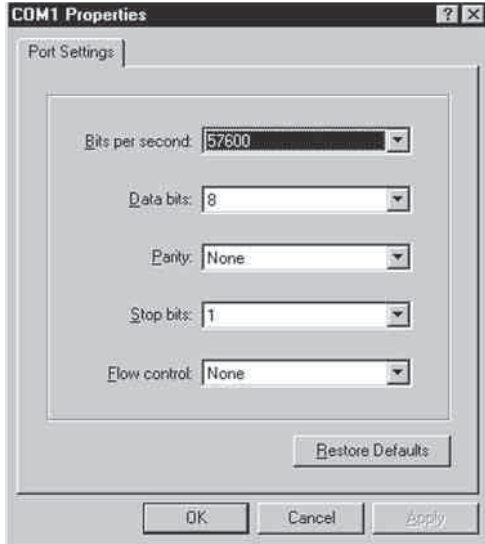 COM1 Properties
Port Settings
Bits per second: 57600
Data bits: 8
Parity: None
Stop bits: 1
Flow control: None
Restore Defaults
OK Cancel Apply